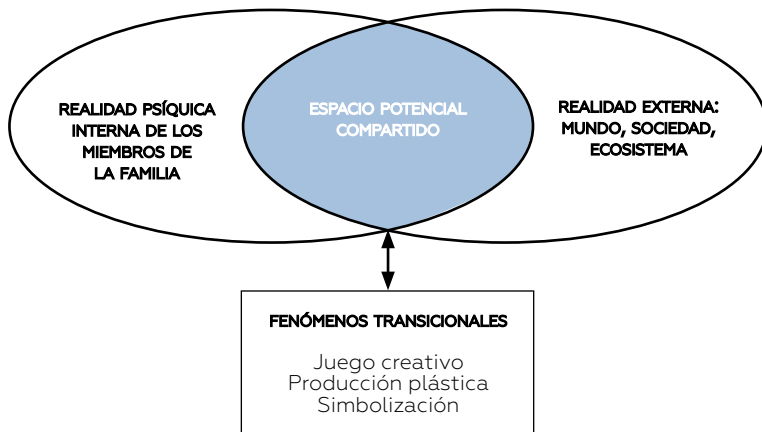 REALIDAD PSÍQUICA
INTERNA DE LOS
MIEMBROS DE
LA FAMILIA
ESPACIO POTENCIAL
COMPARTIDO
REALIDAD EXTERNA:
MUNDO, SOCIEDAD,
ECOSISTEMA
FENÓMENOS TRANSICIONALES
Juego creativo
Producción plástica
Simbolización